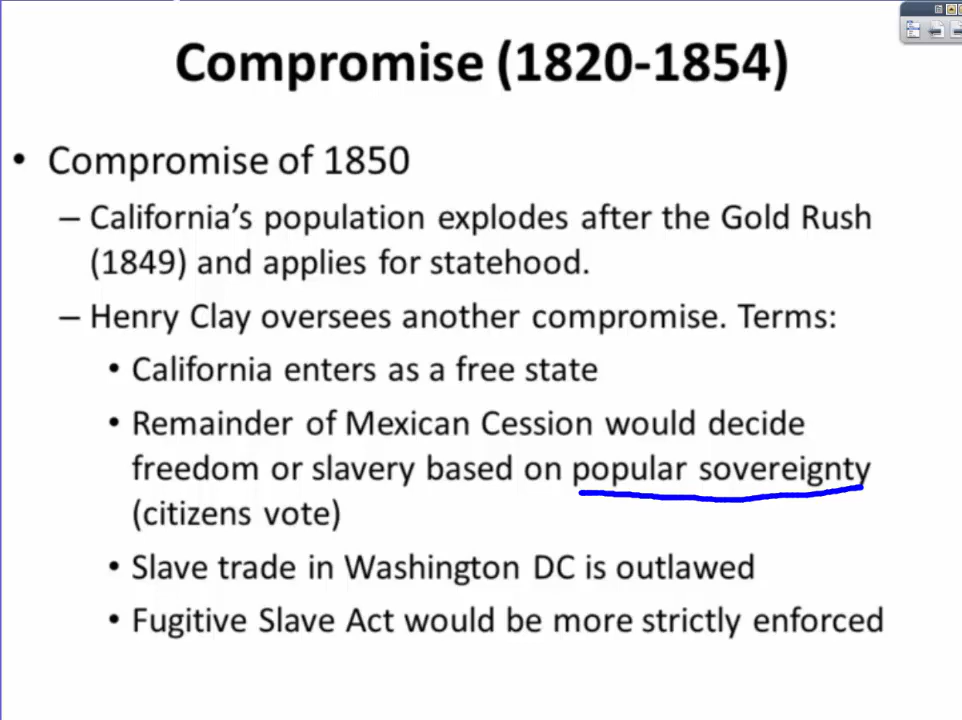 Compromise (1820-1854)
• Compromise of 1850
– California’s population explodes after the Gold Rush
(1849) and applies for statehood.
– Henry Clay oversees another compromise. Terms:
• California enters as a free state
• Remainder of Mexican Cession would decide
freedom or slavery based on popular sovereignty
(citizens vote)
• Slave trade in Washington DC is outlawed
• Fugitive Slave Act would be more strictly enforced